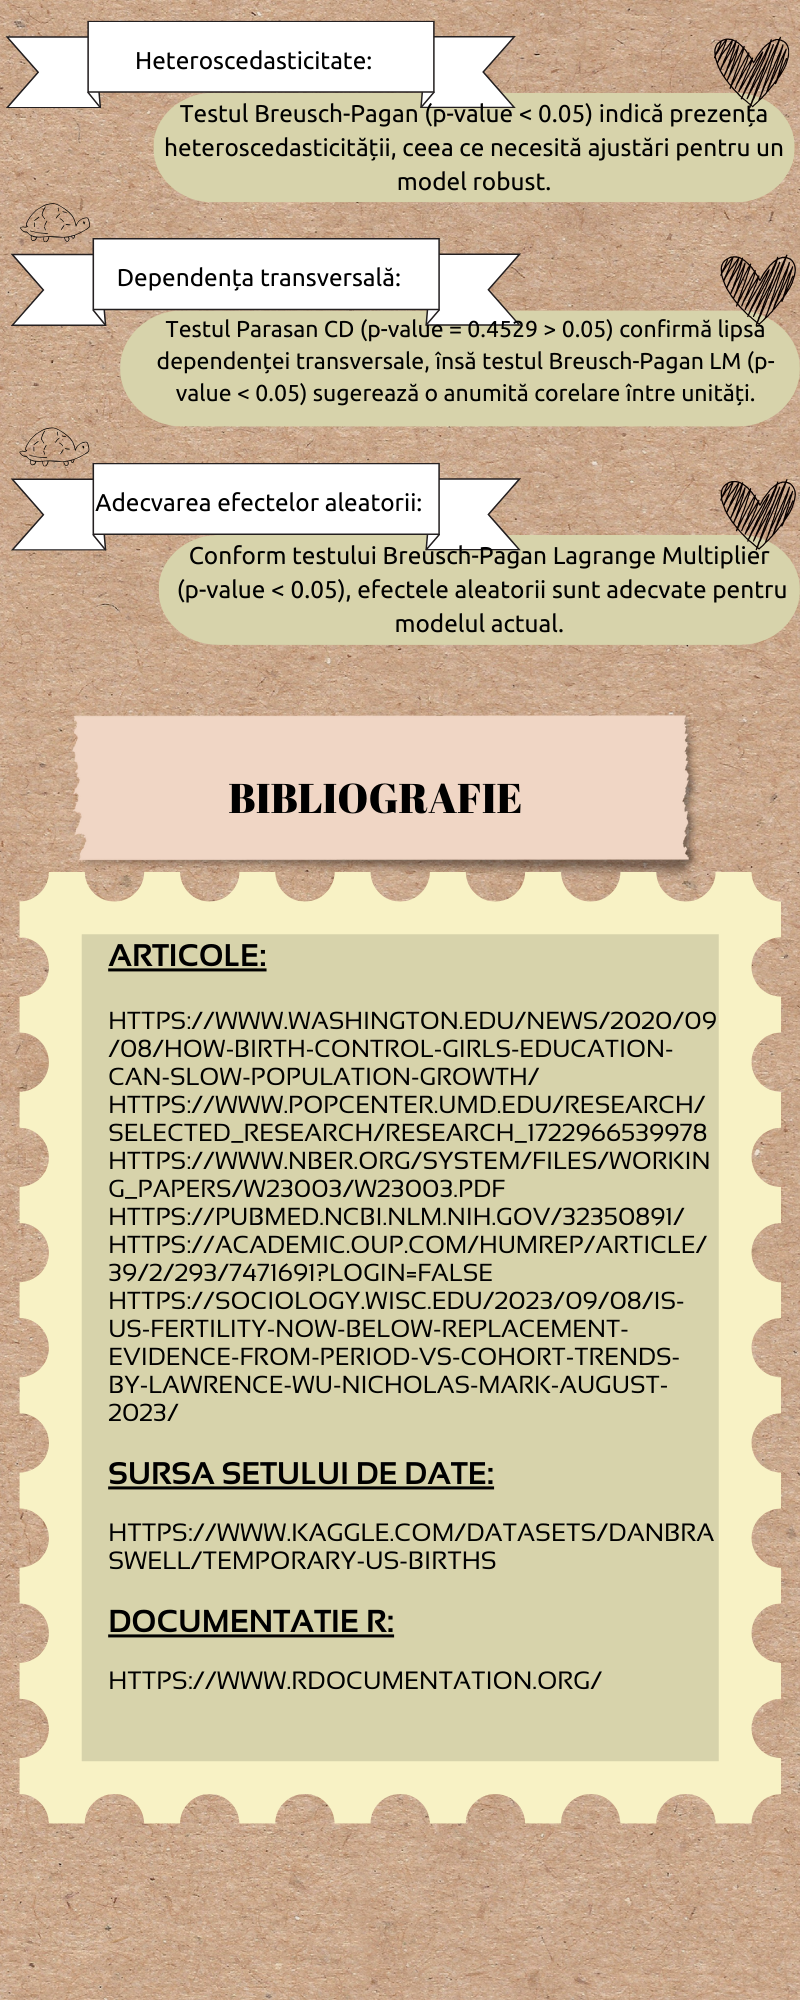 Heteroscedasticitate:
Testul Breusch-Pagan (p-value < 0.05) indică prezența
heteroscedasticității, ceea ce necesită ajustări pentru un
model robust.
Dependența transversală:
Testul Parasan CD (p-value = 0.4529 > 0.05) confirmă lipsa
dependenței transversale, însă testul Breusch-Pagan LM (p-
value < 0.05) sugerează o anumită corelare între unități.
Adecvarea efectelor aleatorii:
Conform testului Breusch-Pagan Lagrange Multiplier
(p-value < 0.05), efectele aleatorii sunt adecvate pentru
modelul actual.
BIBLIOGRAFIE
ARTICOLE:
HTTPS://WWW.WASHINGTON.EDU/NEWS/2020/09
/08/HOW-BIRTH-CONTROL-GIRLS-EDUCATION-
CAN-SLOW-POPULATION-GROWTH/
HTTPS://WWW.POPCENTER.UMD.EDU/RESEARCH/
SELECTED_RESEARCH/RESEARCH_1722966539978
HTTPS://WWW.NBER.ORG/SYSTEM/FILES/WORKIN
G_PAPERS/W23003/W23003.PDF
HTTPS://PUBMED.NCBI.NLM.NIH.GOV/32350891/
HTTPS://ACADEMIC.OUP.COM/HUMREP/ARTICLE/
39/2/293/7471691?LOGIN=FALSE
HTTPS://SOCIOLOGY.WISC.EDU/2023/09/08/IS-
US-FERTILITY-NOW-BELOW-REPLACEMENT-
EVIDENCE-FROM-PERIOD-VS-COHORT-TRENDS-
BY-LAWRENCE-WU-NICHOLAS-MARK-AUGUST-
2023/
SURSA SETULUI DE DATE:
HTTPS://WWW.KAGGLE.COM/DATASETS/DANBRA
SWELL/TEMPORARY-US-BIRTHS
DOCUMENTATIE R:
HTTPS://WWW.RDOCUMENTATION.ORG/